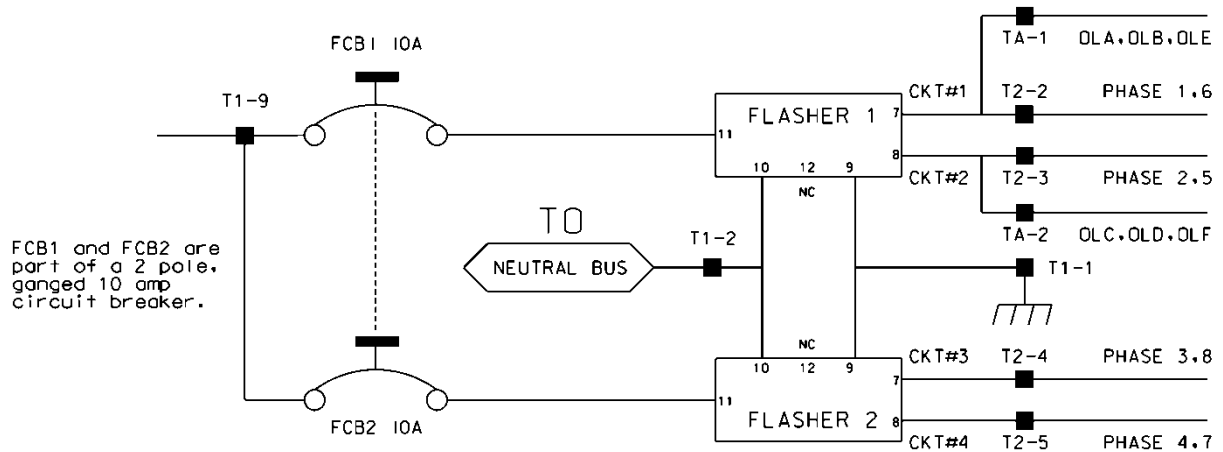 FCB1 10A
T1-9
FCB1 and FCB2 are
part of a 2 pole,
ganged 10 amp
circuit breaker.
FCB2 10A
TO
NEUTRAL BUS
T1-2
FLASHER 1
11
10 12 9
NC
7
8
CKT#1
CKT#2
TA-1 OLA,OLB,OLE
T2-2 PHASE 1,6
T2-3 PHASE 2,5
TA-2 OLC,OLD,OLF
T1-1
NC
10 12 9
11
FLASHER 2
7
8
CKT#3 T2-4 PHASE 3,8
CKT#4 T2-5 PHASE 4,7